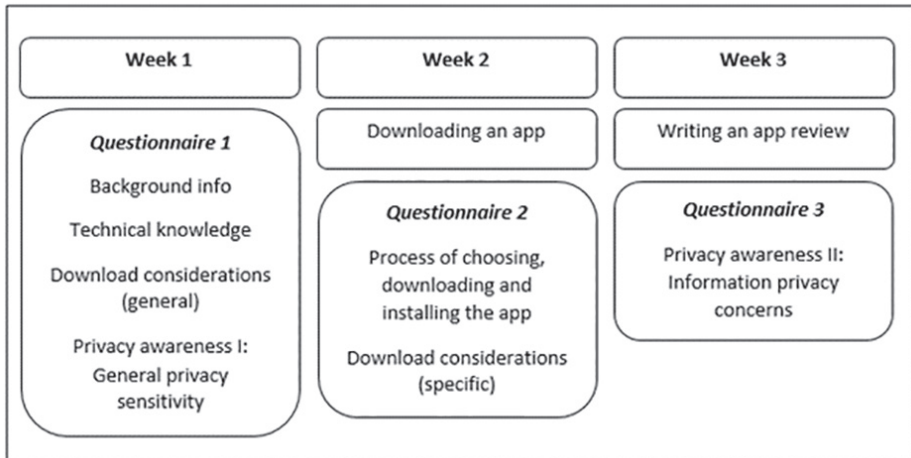 Week 1
Questionnaire 1
Background info
Technical knowledge
Download considerations
(general)
Privacy awareness I:
General privacy
sensitivity
Week 2
Downloading an app
Questionnaire 2
Process of choosing,
downloading and
installing the app
Download considerations
(specific)
Week 3
Writing an app review
Questionnaire 3
Privacy awareness II:
Information privacy
concerns